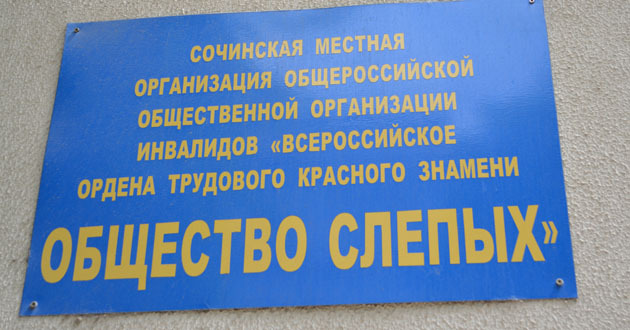 СОЧИНСКАЯ МЕСТНАЯ
ОРГАНИЗАЦИЯ ОБЩЕРОССИЙСКОЙ
ОБЩЕСТВЕННОЙ ОРГАНИЗАЦИИ
ИНВАЛИДОВ «ВСЕРОССИЙСКОЕ
ОРДЕНА ТРУДОВОГО КРАСНОГО ЗНАМЕНИ
ОБЩЕСТВО СЛЕПЫХ»